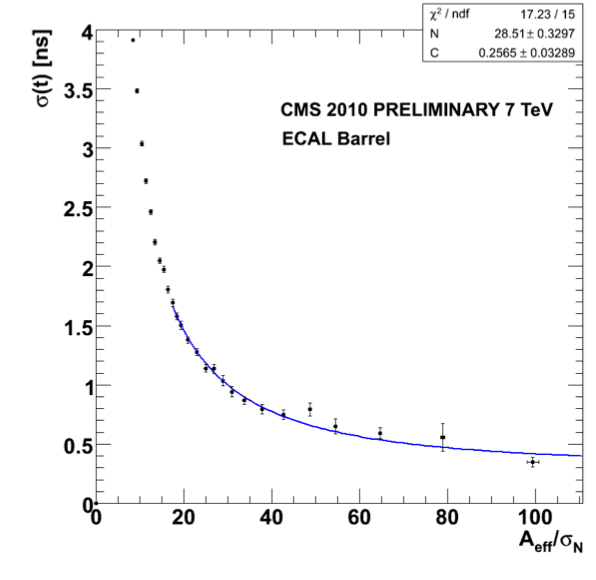 χ² / ndf 17.23 / 15
N 28.51 ± 0.3297
C 0.2565 ± 0.03289
σ(t) [ns]
CMS 2010 PRELIMINARY 7 TeV
ECAL Barrel
4
3.5
3
2.5
2
1.5
1
0.5
0
0 20 40 60 80 100
A_eff/σ_N